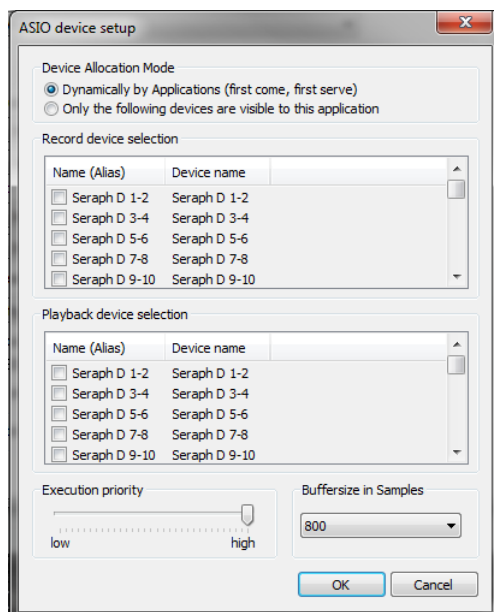 ASIO device setup
Device Allocation Mode
Dynamically by Applications (first come, first serve)
Only the following devices are visible to this application
Record device selection
Name (Alias) Device name
Seraph D 1-2 Seraph D 1-2
Seraph D 3-4 Seraph D 3-4
Seraph D 5-6 Seraph D 5-6
Seraph D 7-8 Seraph D 7-8
Seraph D 9-10 Seraph D 9-10
Playback device selection
Name (Alias) Device name
Seraph D 1-2 Seraph D 1-2
Seraph D 3-4 Seraph D 3-4
Seraph D 5-6 Seraph D 5-6
Seraph D 7-8 Seraph D 7-8
Seraph D 9-10 Seraph D 9-10
Execution priority Buffersize in Samples
800
low high
OK Cancel